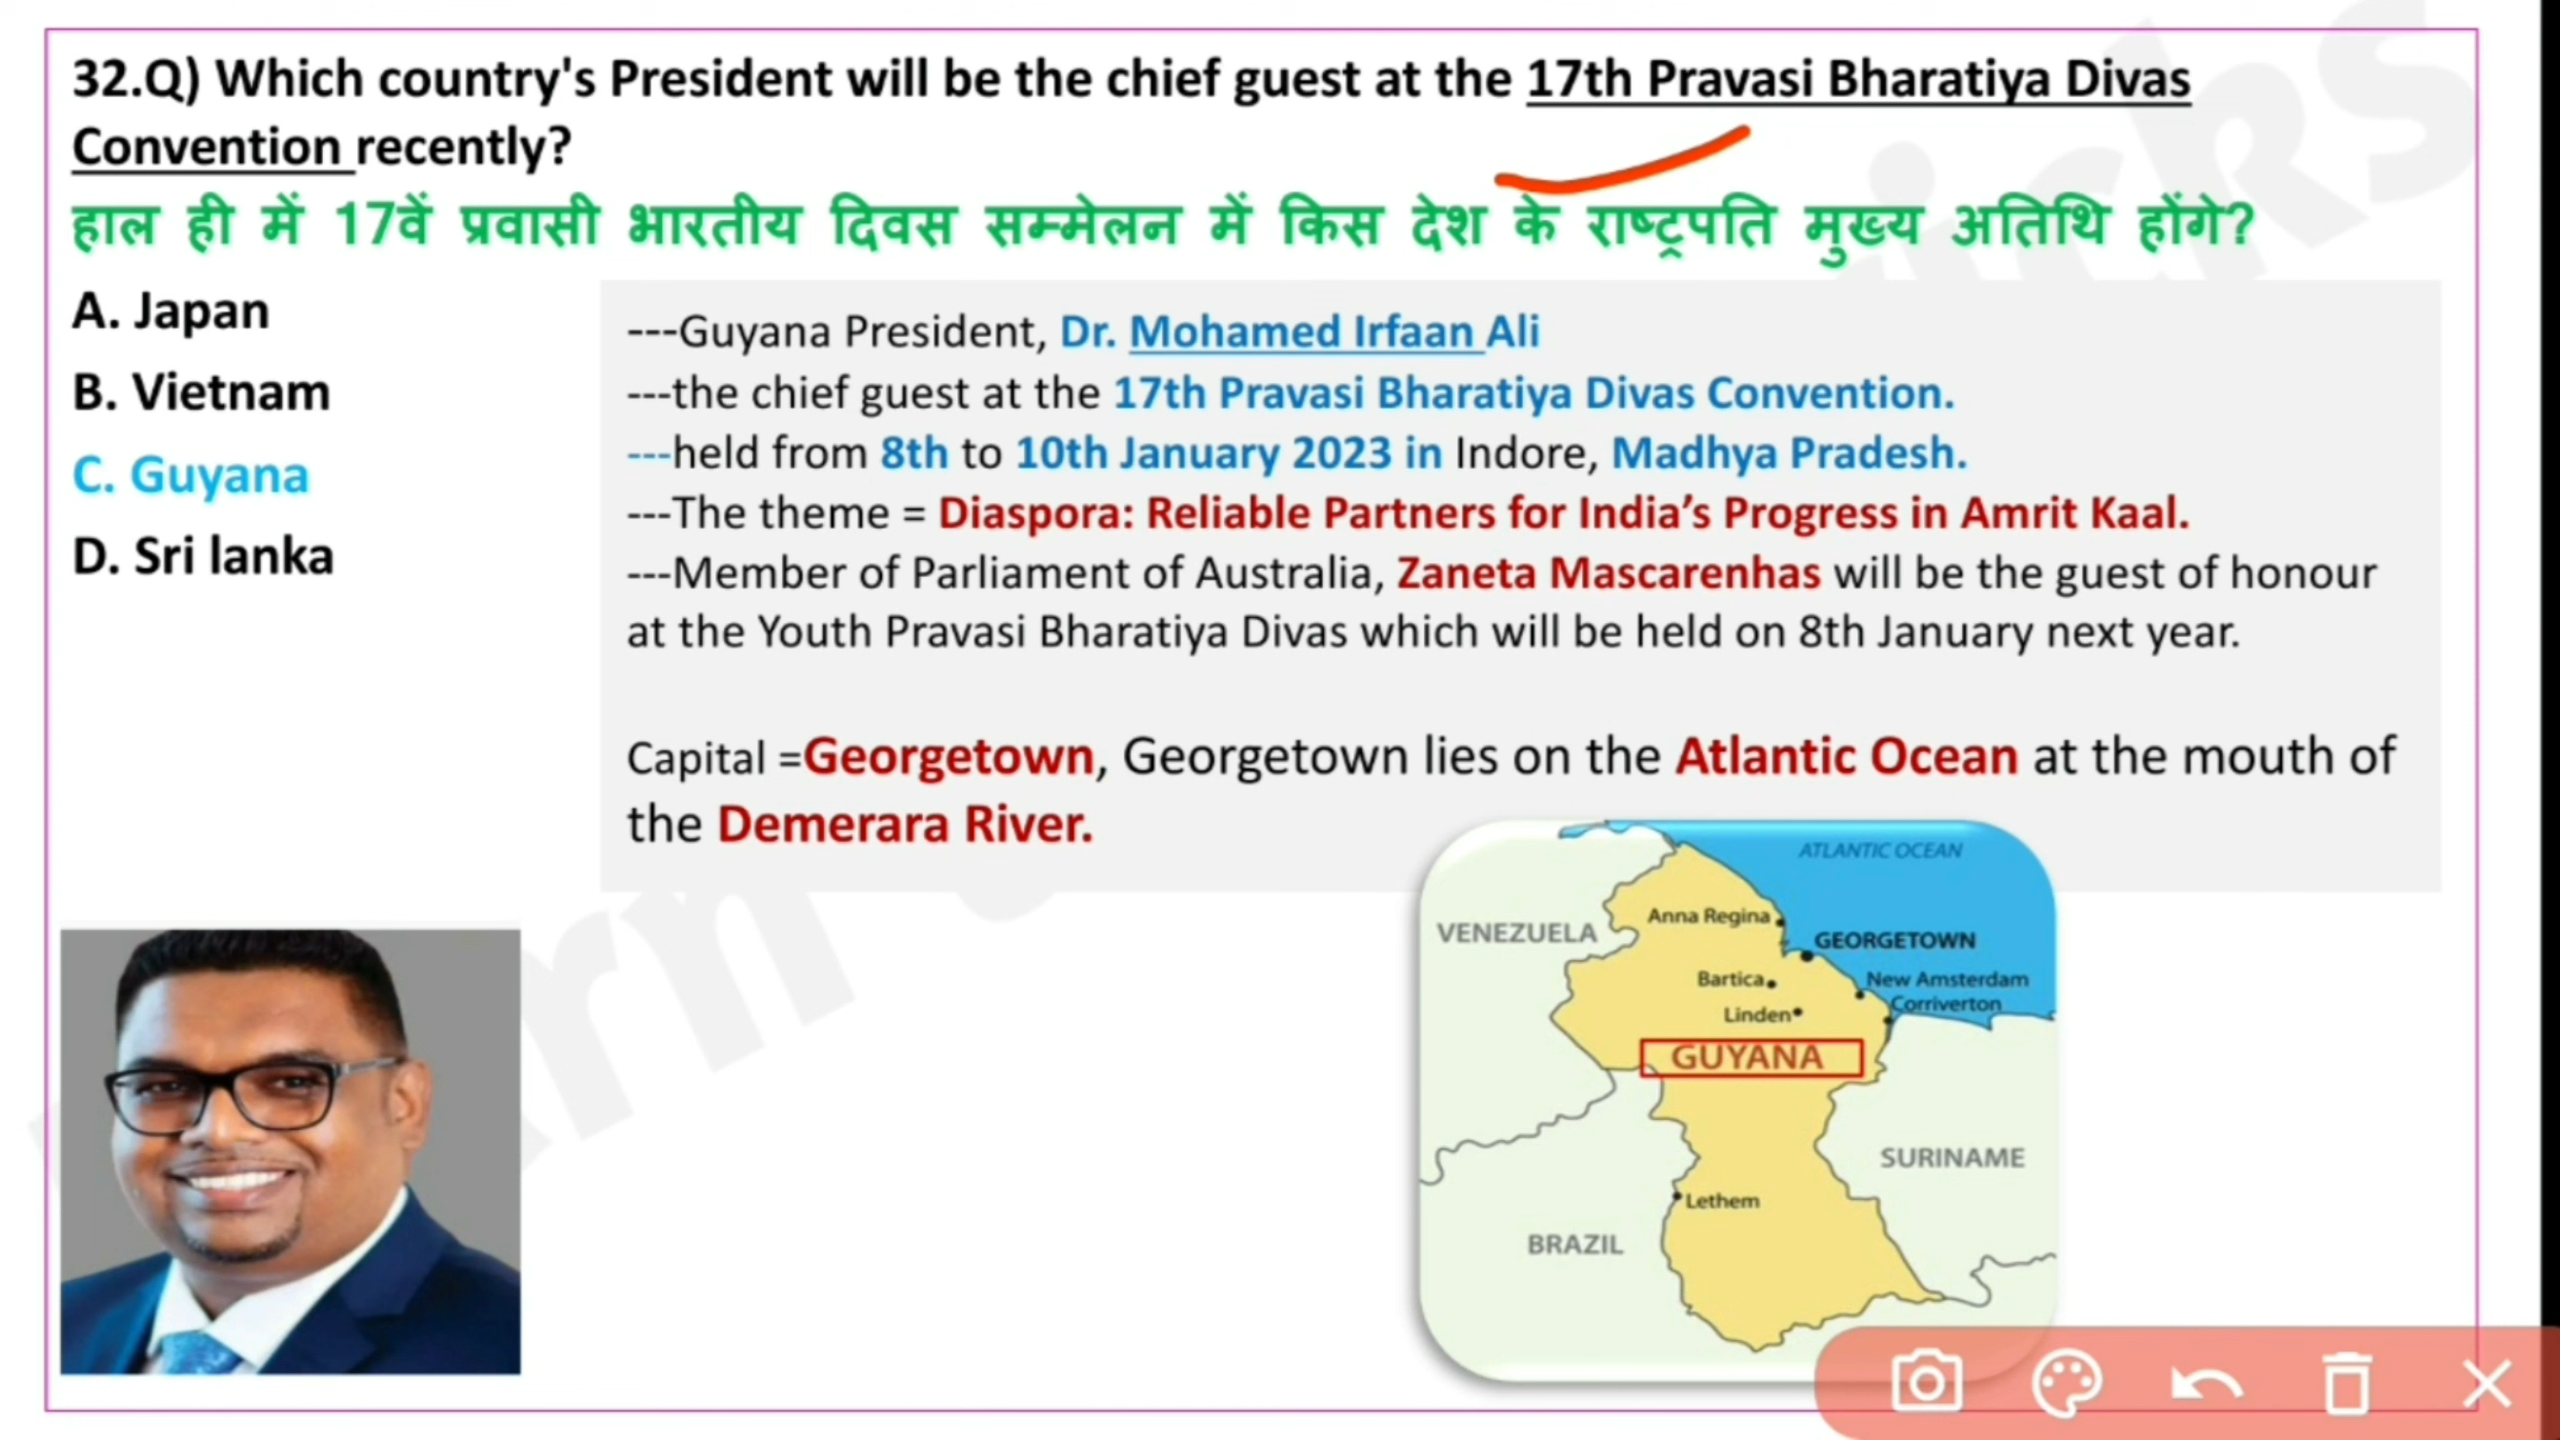 32.Q) Which country's President will be the chief guest at the 17th Pravasi Bharatiya Divas
Convention recently?
हाल ही में 17वें प्रवासी भारतीय दिवस सम्मेलन में किस देश के राष्ट्रपति मुख्य अतिथि होंगे?
A. Japan
B. Vietnam
C. Guyana
D. Sri lanka
---Guyana President, Dr. Mohamed Irfaan Ali
---the chief guest at the 17th Pravasi Bharatiya Divas Convention.
---held from 8th to 10th January 2023 in Indore, Madhya Pradesh.
---The theme = Diaspora: Reliable Partners for India’s Progress in Amrit Kaal.
---Member of Parliament of Australia, Zaneta Mascarenhas will be the guest of honour
at the Youth Pravasi Bharatiya Divas which will be held on 8th January next year.
Capital =Georgetown, Georgetown lies on the Atlantic Ocean at the mouth of
the Demerara River.
ATLANTIC OCEAN
Anna Regina
VENEZUELA
GEORGETOWN
Bartica
New Amsterdam
Corriverton
Linden
GUYANA
SURINAME
Lethem
BRAZIL